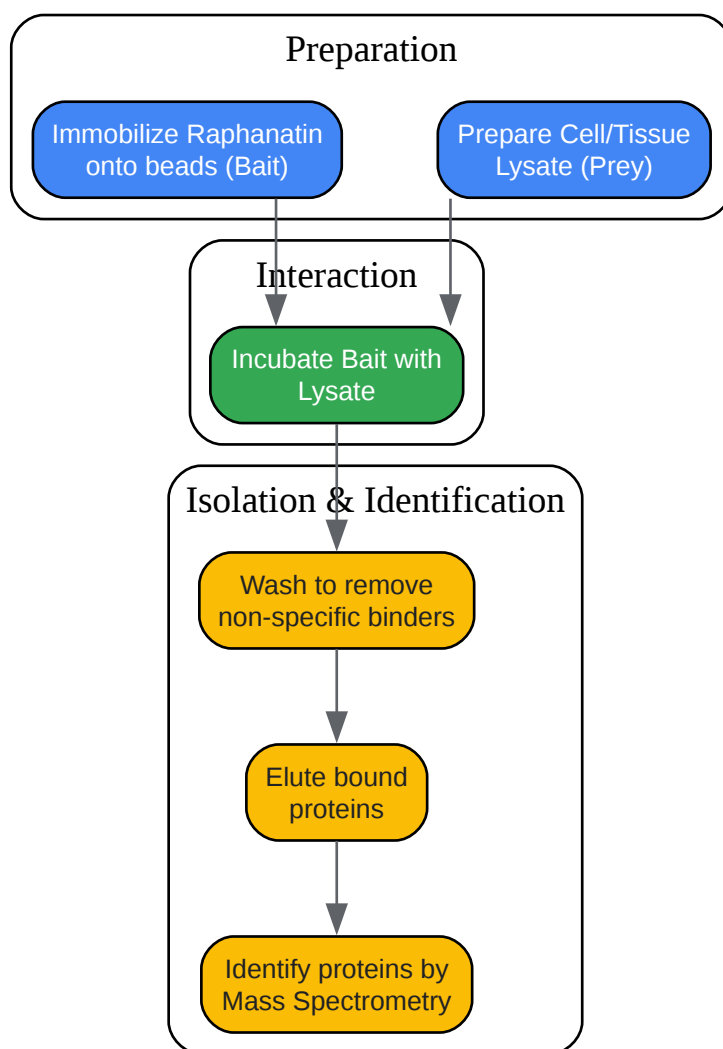 Preparation
Immobilize Raphanatin
onto beads (Bait)
Prepare Cell/Tissue
Lysate (Prey)
Interaction
Incubate Bait with
Lysate
Isolation & Identification
Wash to remove
non-specific binders
Elute bound
proteins
Identify proteins by
Mass Spectrometry